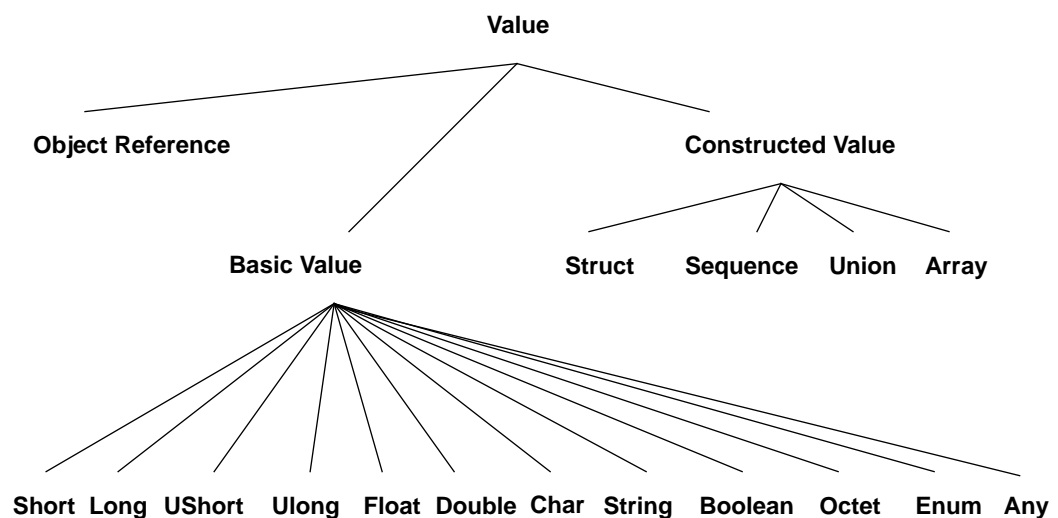 Value
Object Reference
Constructed Value
Basic Value
Struct
Sequence
Union
Array
Short
Long
UShort
Ulong
Float
Double
Char
String
Boolean
Octet
Enum
Any